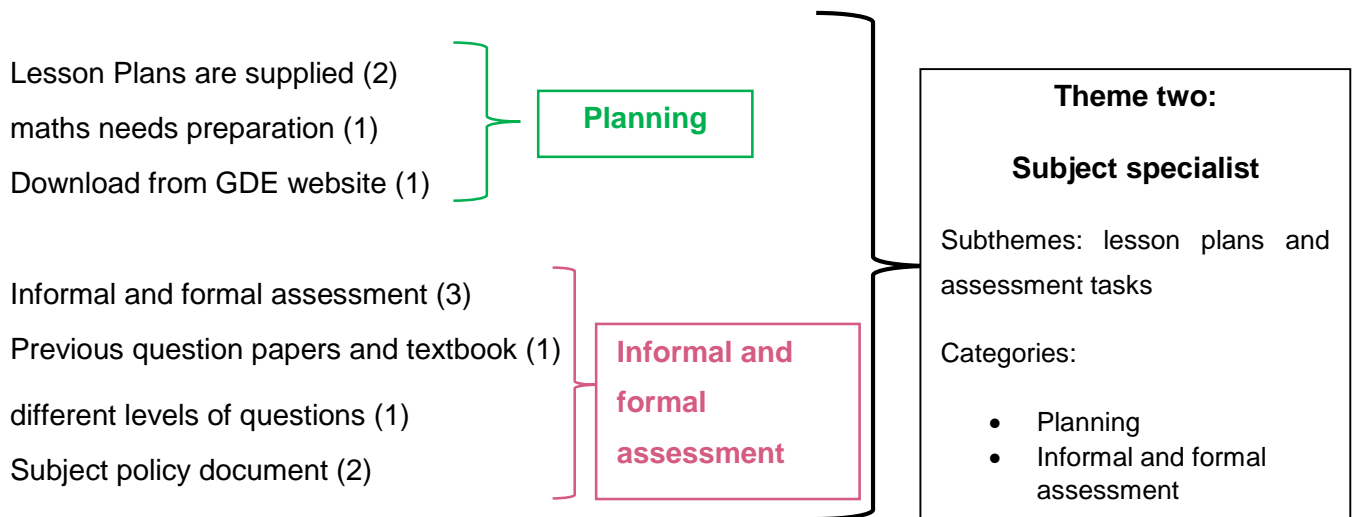 Lesson Plans are supplied (2)
maths needs preparation (1)
Download from GDE website (1)
Planning
Informal and formal assessment (3)
Previous question papers and textbook (1)
different levels of questions (1)
Subject policy document (2)
Informal and
formal
assessment
Theme two:
Subject specialist
Subthemes: lesson plans and
assessment tasks
Categories:
• Planning
• Informal and formal
assessment